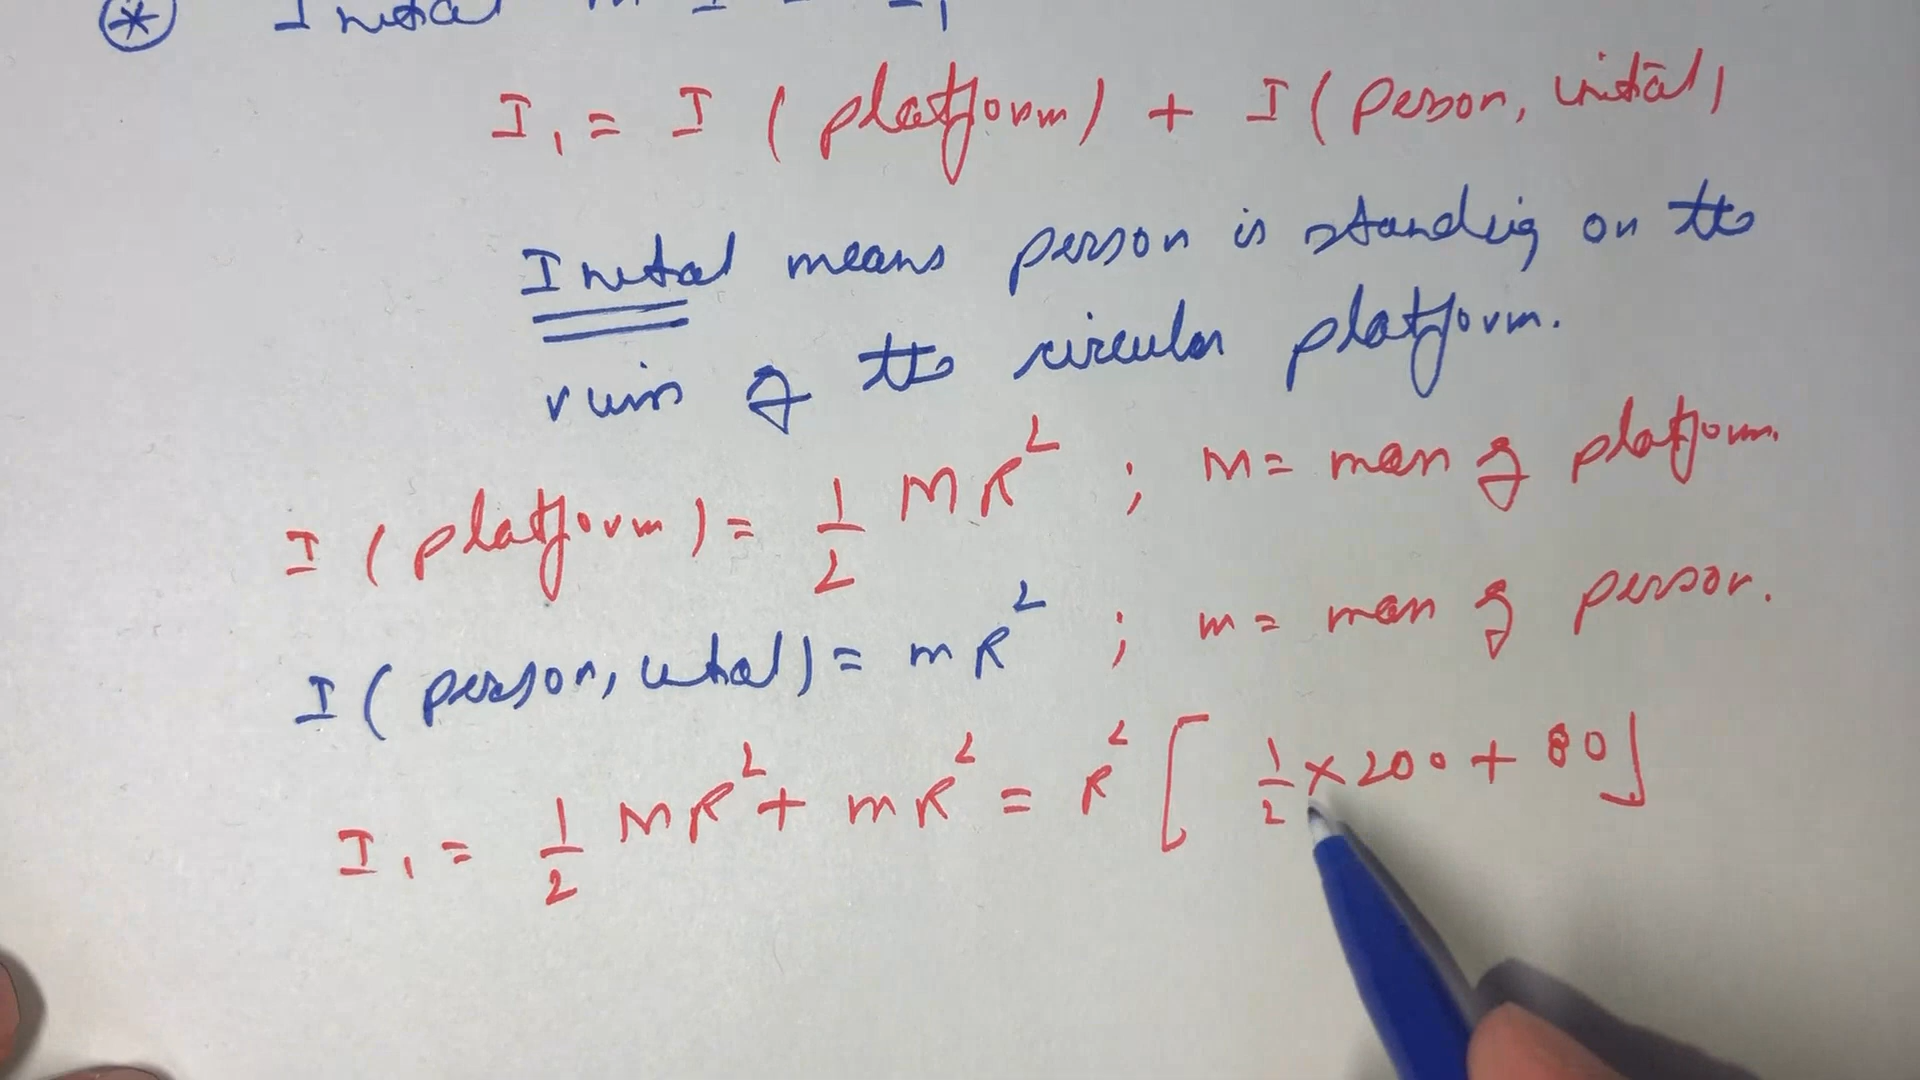 * Initial M I = I₁
I₁ = I (platform) + I (person, initial)
Initial means person is standing on the
rim of the circular platform.
I (platform) = 1/2 MR² ; M = mass of platform.
I (person, initial) = mR² ; m = mass of person.
I₁ = 1/2 MR² + mR² = R² [ 1/2 × 200 + 80 ]